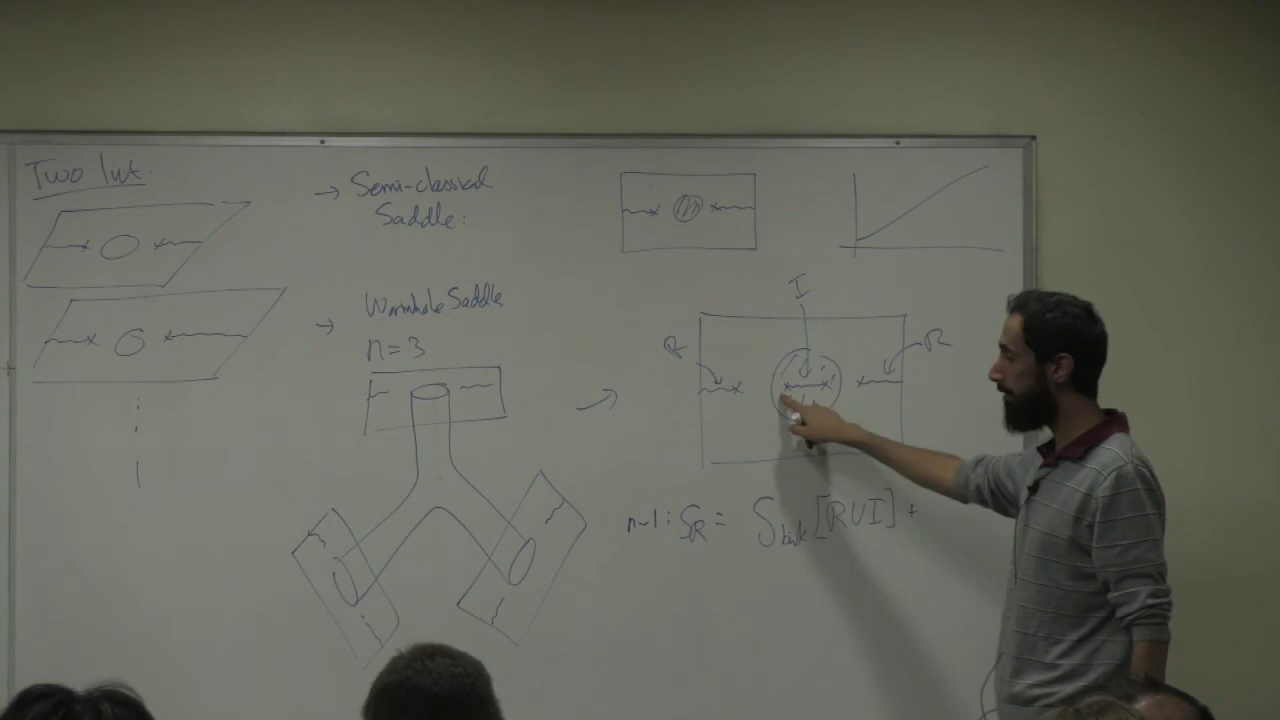 Two Int.
→ Semi-classical
Saddle:
→ Wormhole Saddle
n=3
I
R
R
n~1: S_R = S_bulk [R∪I] +